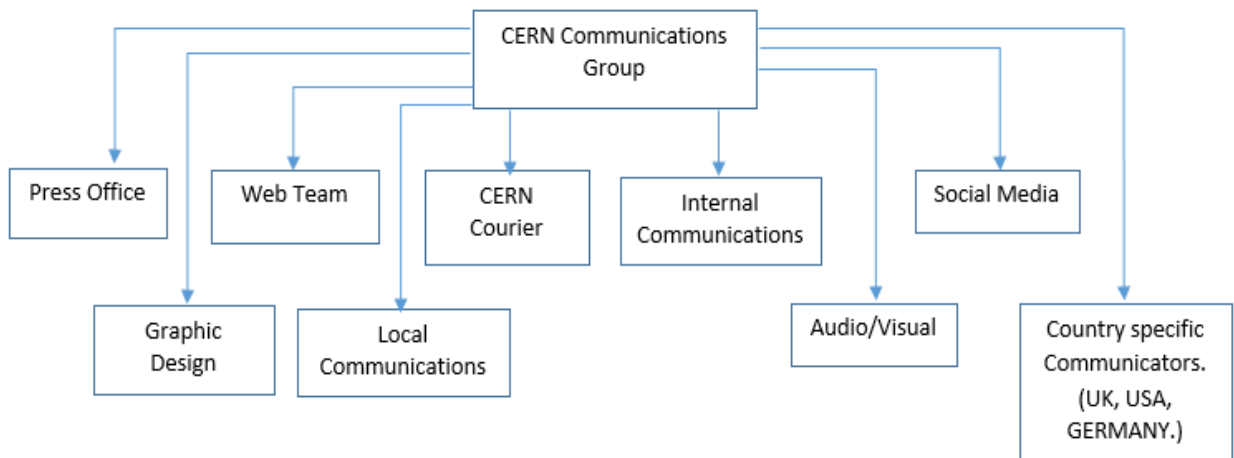 CERN Communications
Group
Press Office
Web Team
CERN
Courier
Internal
Communications
Social Media
Graphic
Design
Local
Communications
Audio/Visual
Country specific
Communicators.
(UK, USA,
GERMANY.)